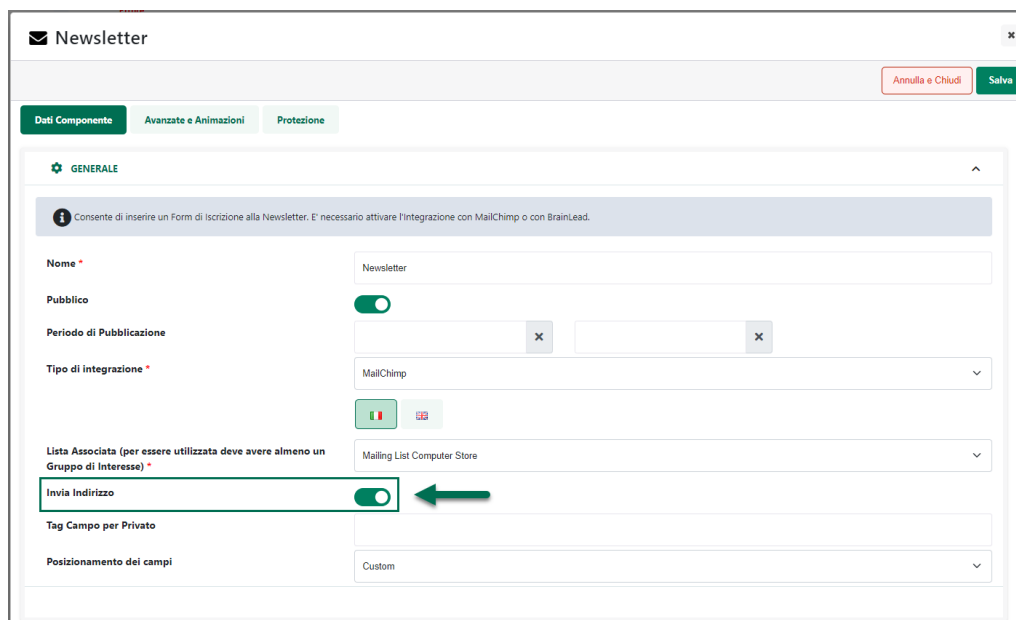 Newsletter
Annulla e Chiudi
Salva
Dati Componente
Avanzate e Animazioni
Protezione
GENERALE
Consente di inserire un Form di Iscrizione alla Newsletter. E' necessario attivare l'Integrazione con MailChimp o con BrainLead.
Nome *
Newsletter
Pubblico
Periodo di Pubblicazione
Tipo di integrazione *
MailChimp
Lista Associata (per essere utilizzata deve avere almeno un
Gruppo di Interesse) *
Mailing List Computer Store
Invia Indirizzo
Tag Campo per Privato
Posizionamento dei campi
Custom